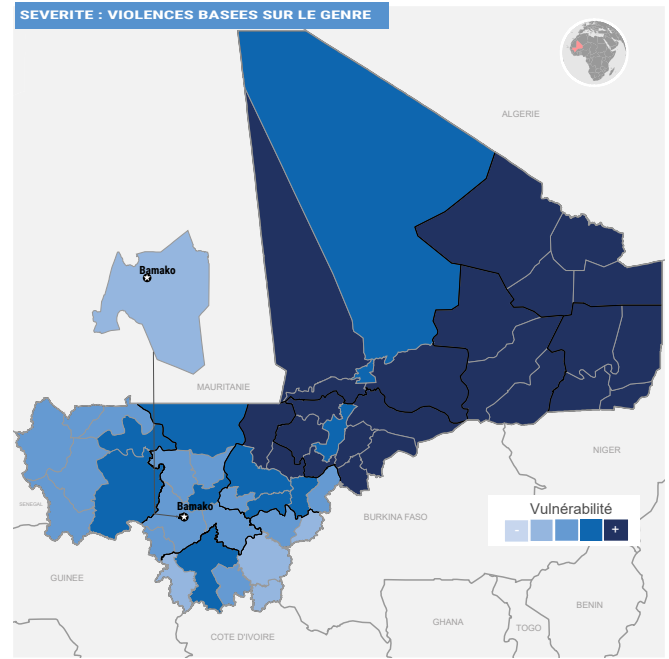 SEVERITE : VIOLENCES BASEES SUR LE GENRE
ALGERIE
Bamako
MAURITANIE
NIGER
SENEGAL
Bamako
BURKINA FASO
Vulnérabilité
- +
GUINEE
BENIN
GHANA
TOGO
COTE D'IVOIRE